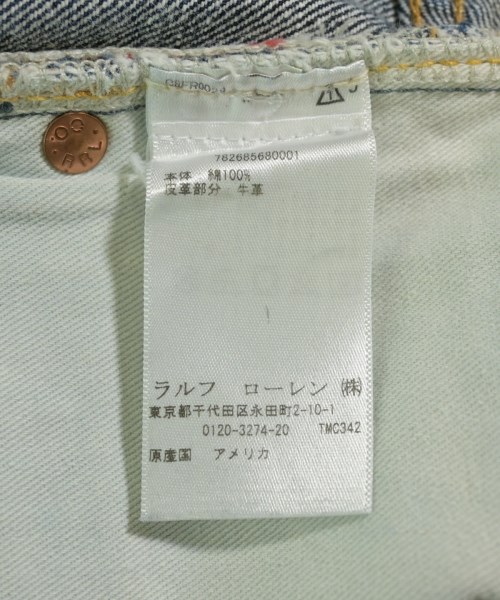 782685680001
本体 綿100%
皮革部分 牛革
ラルフ ローレン ㈱
東京都千代田区永田町2-10-1
0120-3274-20 TMC342
原産国 アメリカ
RRL